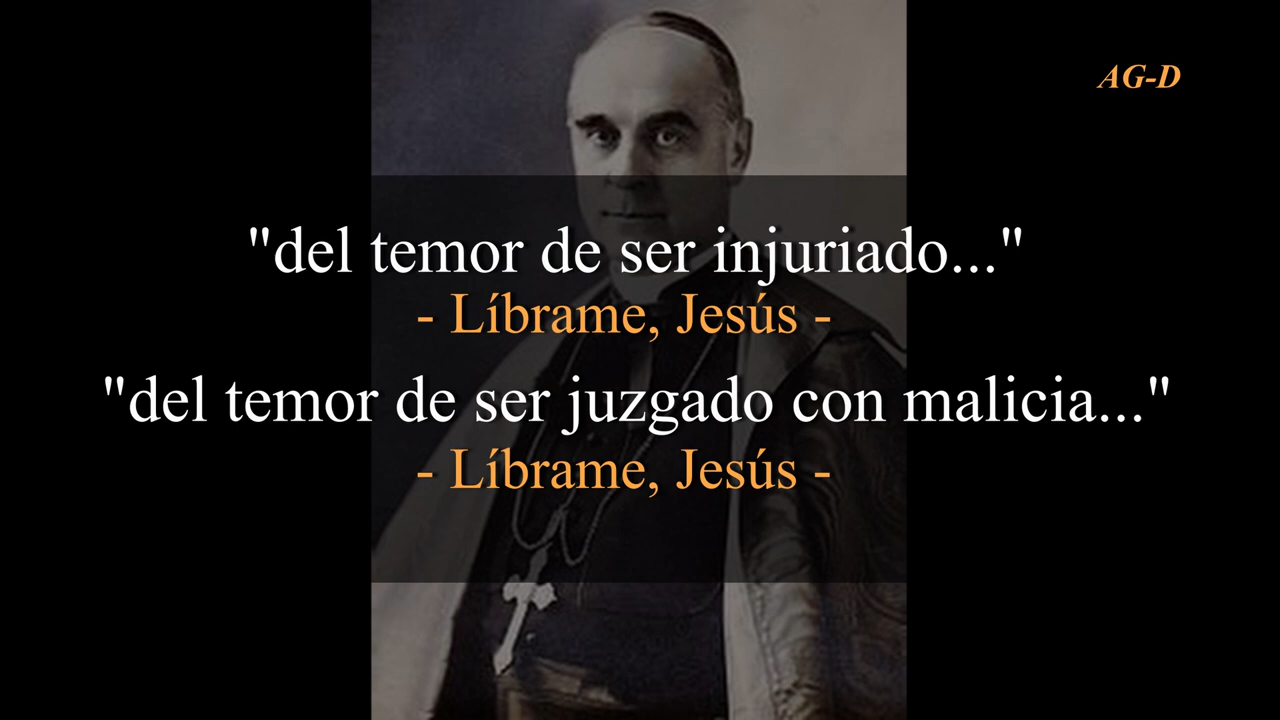 AG-D
"del temor de ser injuriado..."
- Líbrame, Jesús -
"del temor de ser juzgado con malicia..."
- Líbrame, Jesús -